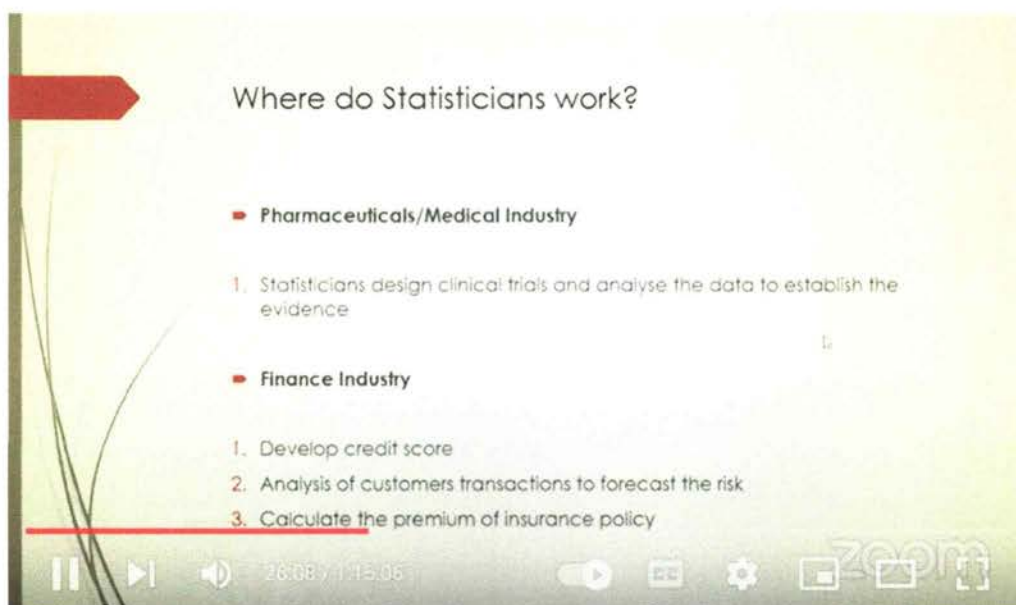 Where do Statisticians work?
Pharmaceuticals/Medical Industry
1. Statisticians design clinical trials and analyse the data to establish the
evidence
Finance Industry
1. Develop credit score
2. Analysis of customers transactions to forecast the risk
3. Calculate the premium of insurance policy
26:08 / 1:15:06
zoom